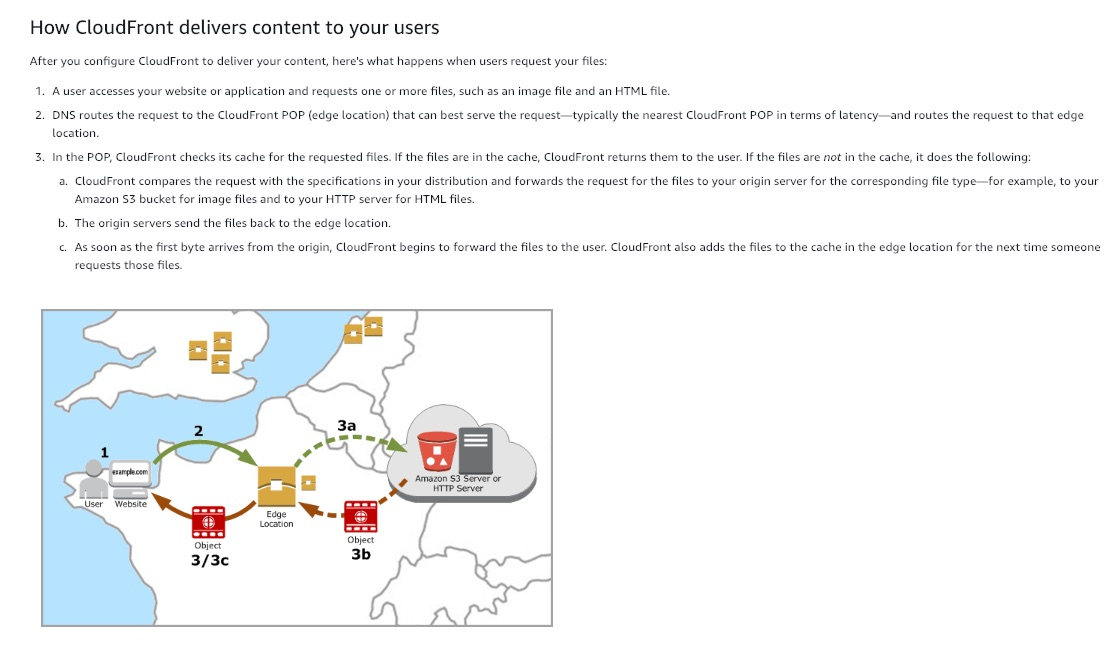 How CloudFront delivers content to your users
After you configure CloudFront to deliver your content, here's what happens when users request your files:
1. A user accesses your website or application and requests one or more files, such as an image file and an HTML file.
2. DNS routes the request to the CloudFront POP (edge location) that can best serve the request—typically the nearest CloudFront POP in terms of latency—and routes the request to that edge
location.
3. In the POP, CloudFront checks its cache for the requested files. If the files are in the cache, CloudFront returns them to the user. If the files are not in the cache, it does the following:
a. CloudFront compares the request with the specifications in your distribution and forwards the request for the files to your origin server for the corresponding file type—for example, to your
Amazon S3 bucket for image files and to your HTTP server for HTML files.
b. The origin servers send the files back to the edge location.
c. As soon as the first byte arrives from the origin, CloudFront begins to forward the files to the user. CloudFront also adds the files to the cache in the edge location for the next time someone
requests those files.
1
2
3a
example.com
User
Website
Edge
Location
Amazon S3 Server or
HTTP Server
Object
3/3c
Object
3b